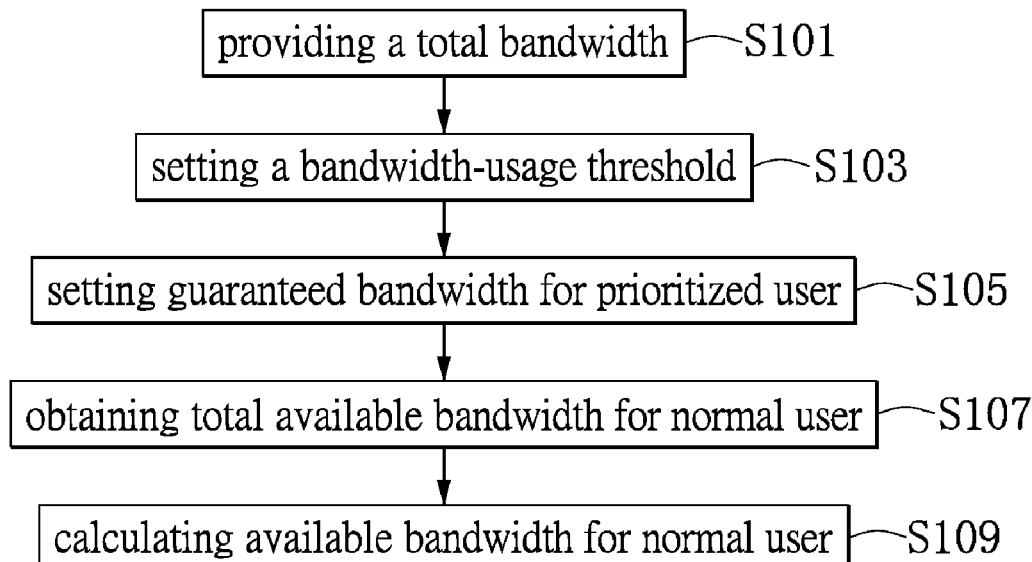 providing a total bandwidth S101
setting a bandwidth-usage threshold S103
setting guaranteed bandwidth for prioritized user S105
obtaining total available bandwidth for normal user S107
calculating available bandwidth for normal user S109